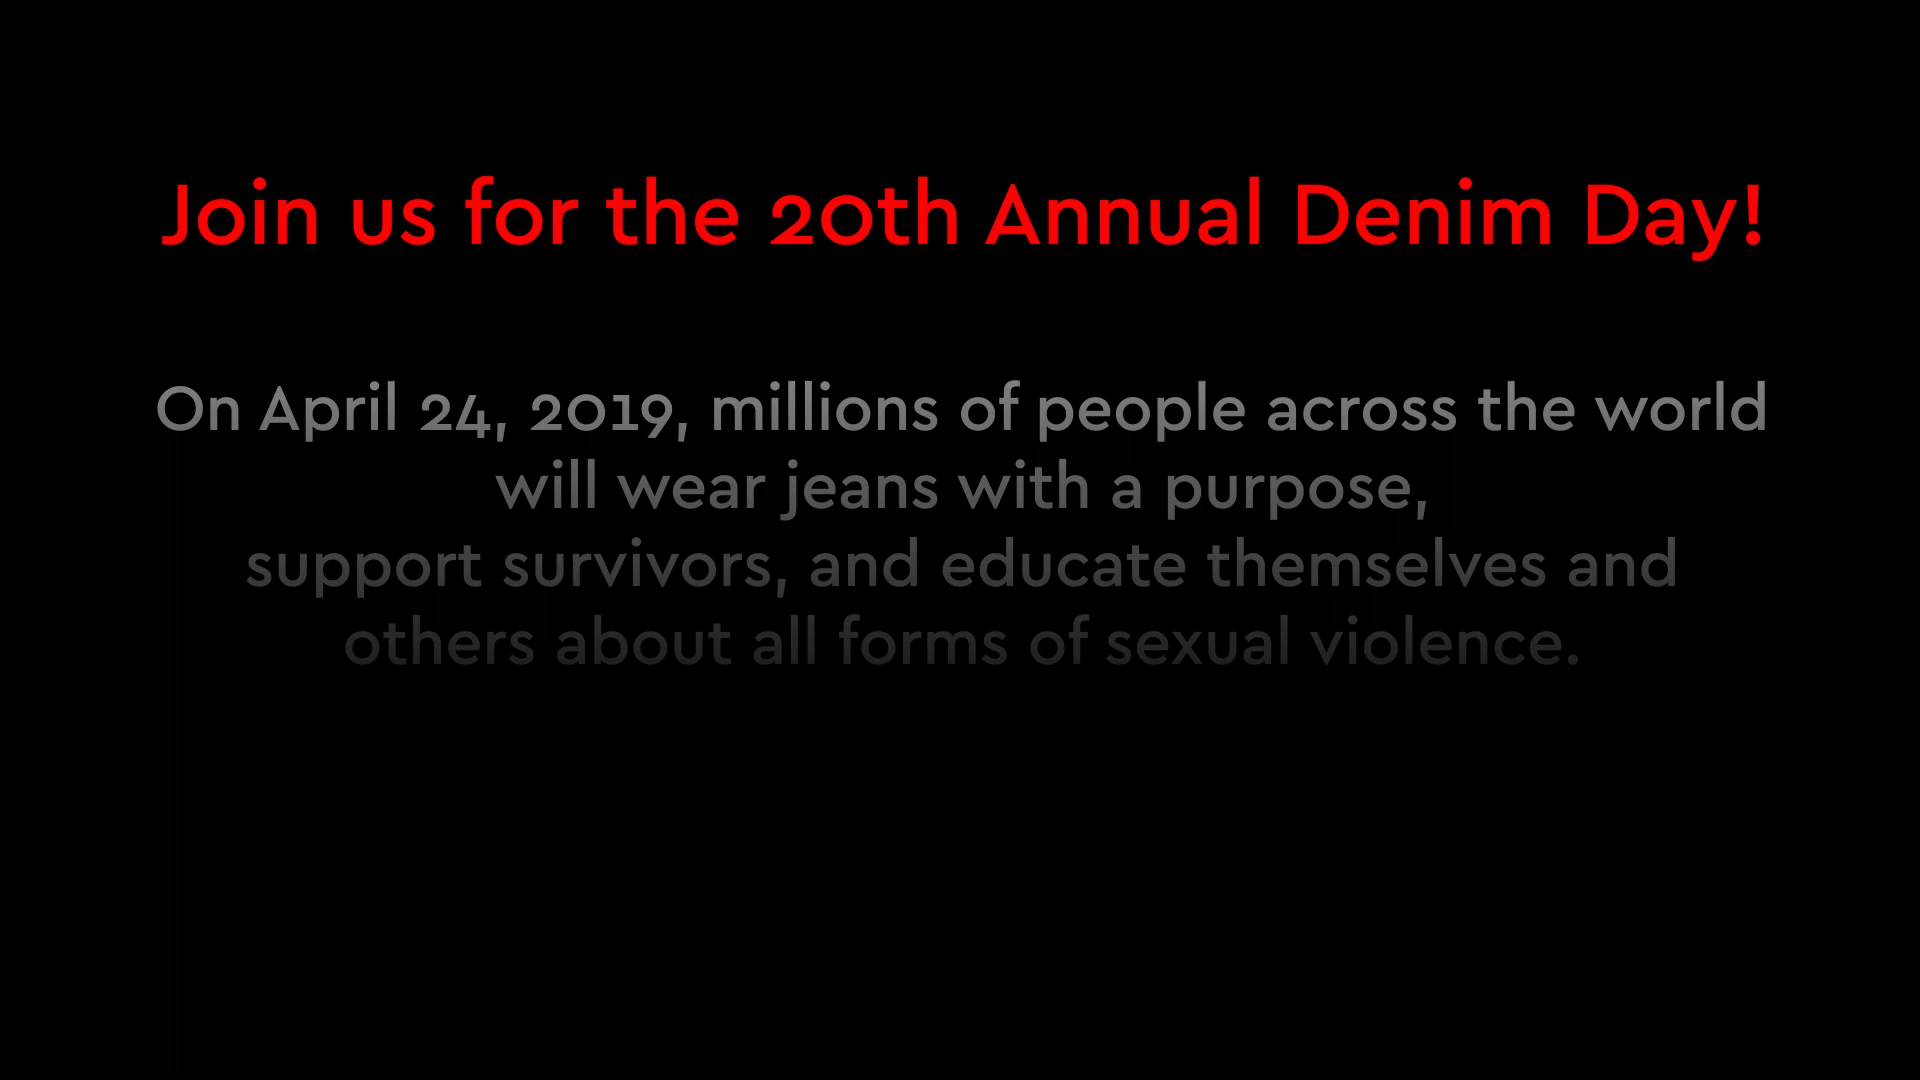 Join us for the 20th Annual Denim Day!
On April 24, 2019, millions of people across the world
will wear jeans with a purpose,
support survivors, and educate themselves and
others about all forms of sexual violence.